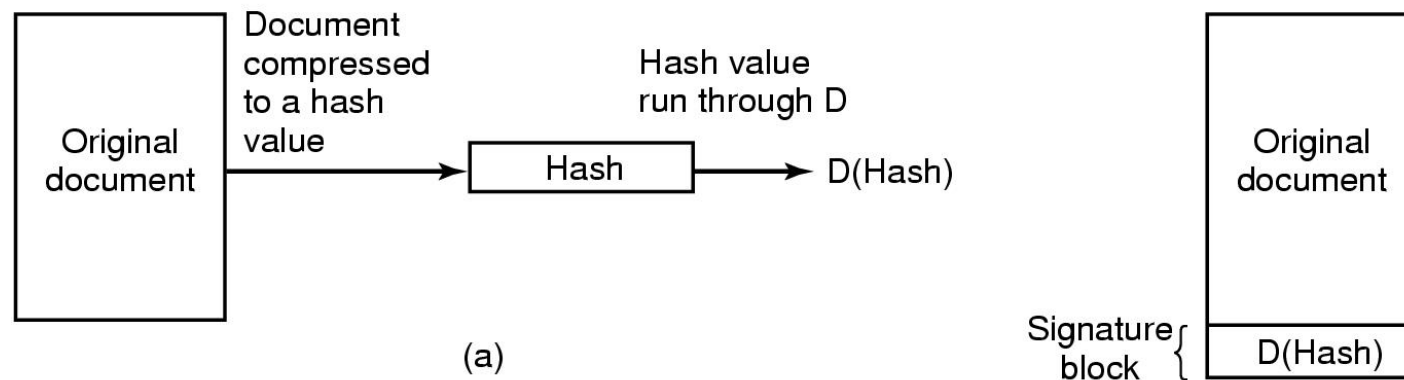 Original
document
Document
compressed
to a hash
value
Hash
Hash value
run through D
D(Hash)
(a)
Original
document
Signature
block
D(Hash)